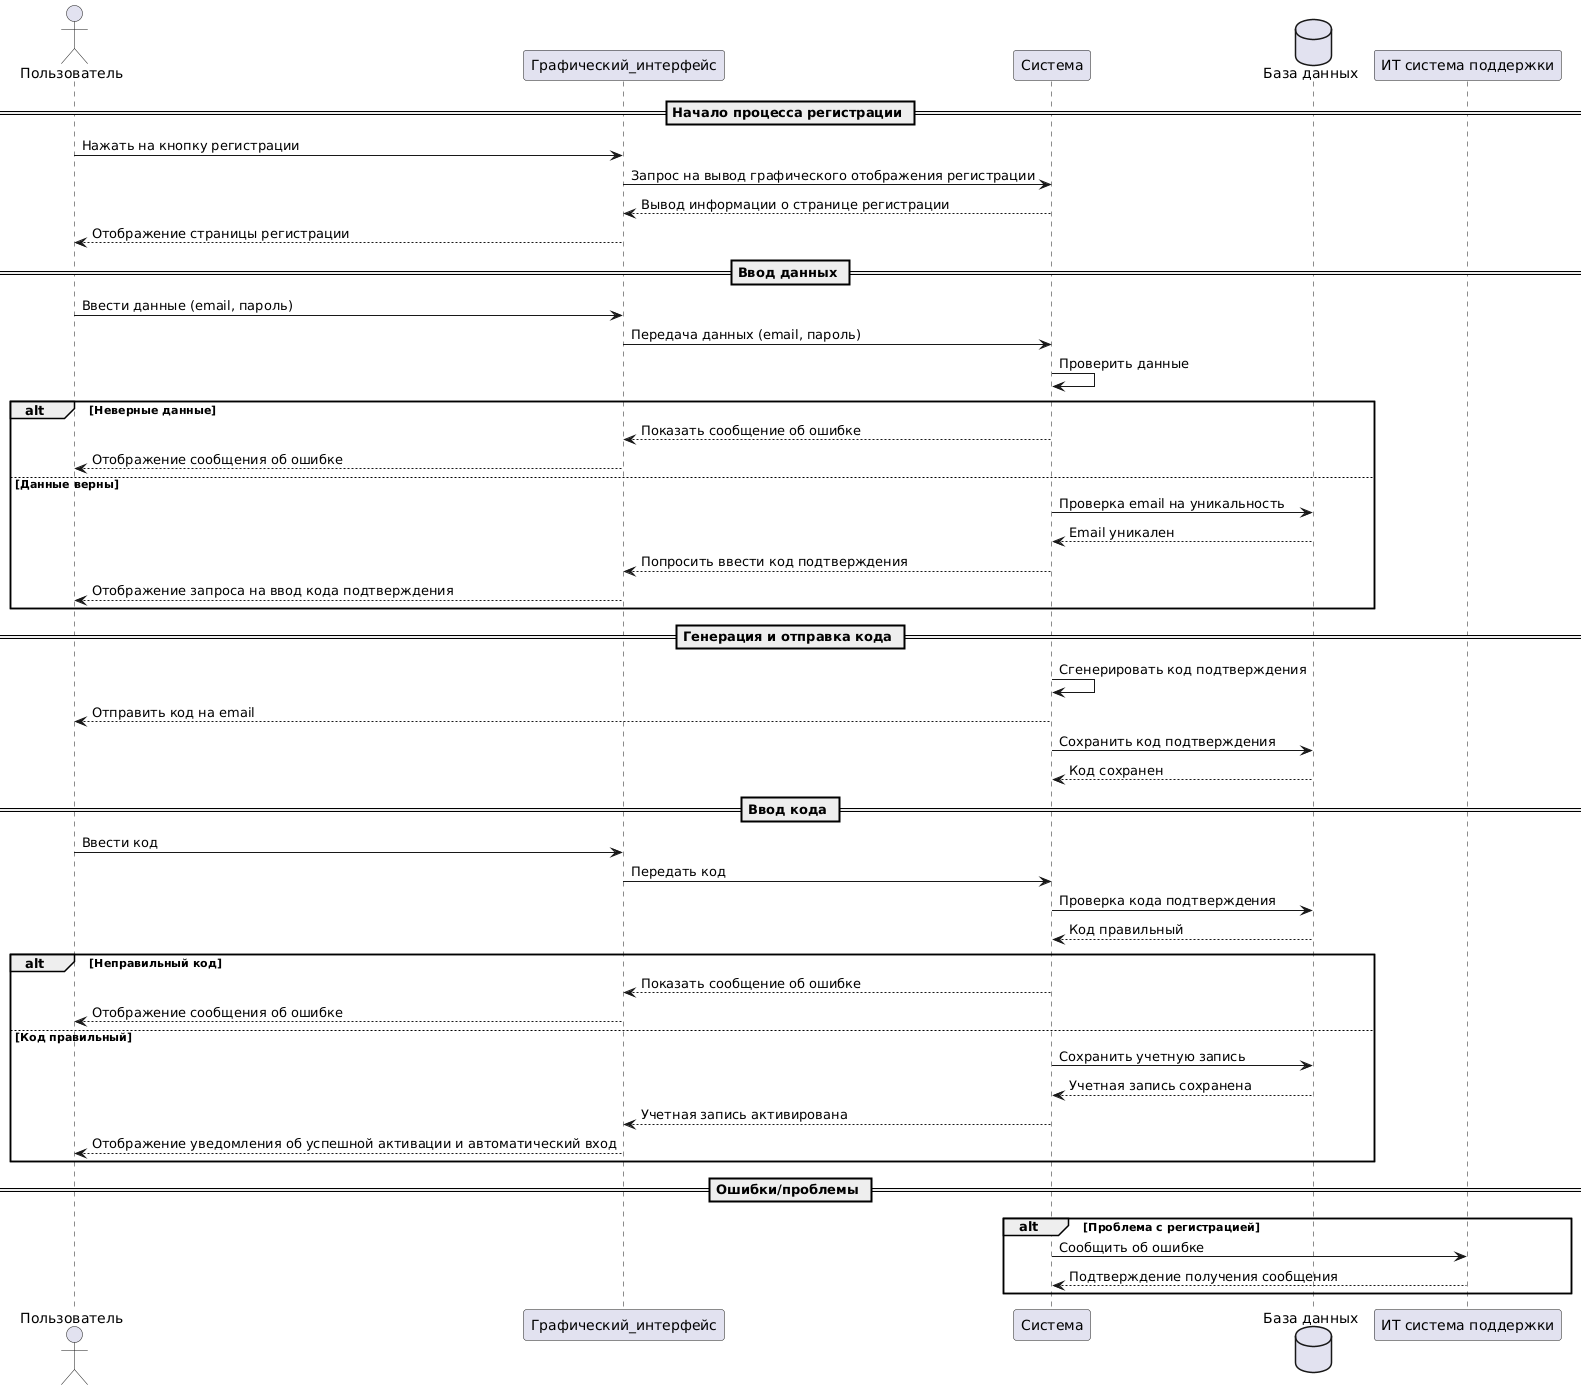 Пользователь
Графический_интерфейс
Система
База данных
ИТ система поддержки
Начало процесса регистрации
Нажать на кнопку регистрации
Запрос на вывод графического отображения регистрации
Вывод информации о странице регистрации
Отображение страницы регистрации
Ввод данных
Ввести данные (email, пароль)
Передача данных (email, пароль)
Проверить данные
alt [Неверные данные]
Показать сообщение об ошибке
Отображение сообщения об ошибке
[Данные верны]
Проверка email на уникальность
Email уникален
Попросить ввести код подтверждения
Отображение запроса на ввод кода подтверждения
Генерация и отправка кода
Сгенерировать код подтверждения
Отправить код на email
Сохранить код подтверждения
Код сохранен
Ввод кода
Ввести код
Передать код
Проверка кода подтверждения
Код правильный
alt [Неправильный код]
Показать сообщение об ошибке
Отображение сообщения об ошибке
[Код правильный]
Сохранить учетную запись
Учетная запись сохранена
Учетная запись активирована
Отображение уведомления об успешной активации и автоматический вход
Ошибки/проблемы
alt [Проблема с регистрацией]
Сообщить об ошибке
Подтверждение получения сообщения
Пользователь
Графический_интерфейс
Система
База данных
ИТ система поддержки